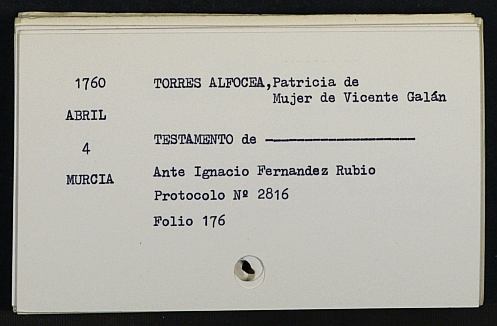 1760 TORRES ALFOCEA,Patricia de
Mujer de Vicente Galán
ABRIL
4 TESTAMENTO de
MURCIA Ante Ignacio Fernandez Rubio
Protocolo Nº 2816
Folio 176